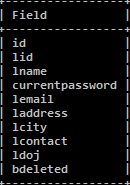 Field
id
lid
lname
currentpassword
lemail
laddress
lcity
lcontact
ldoj
bdeleted